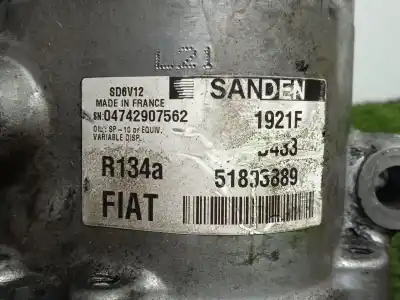 L21
SD6V12
SANDEN
MADE IN FRANCE
SN:04742907562
1921F
OIL: SP-10 or EQUIV.
VARIABLE DISP.
R134a
FIAT